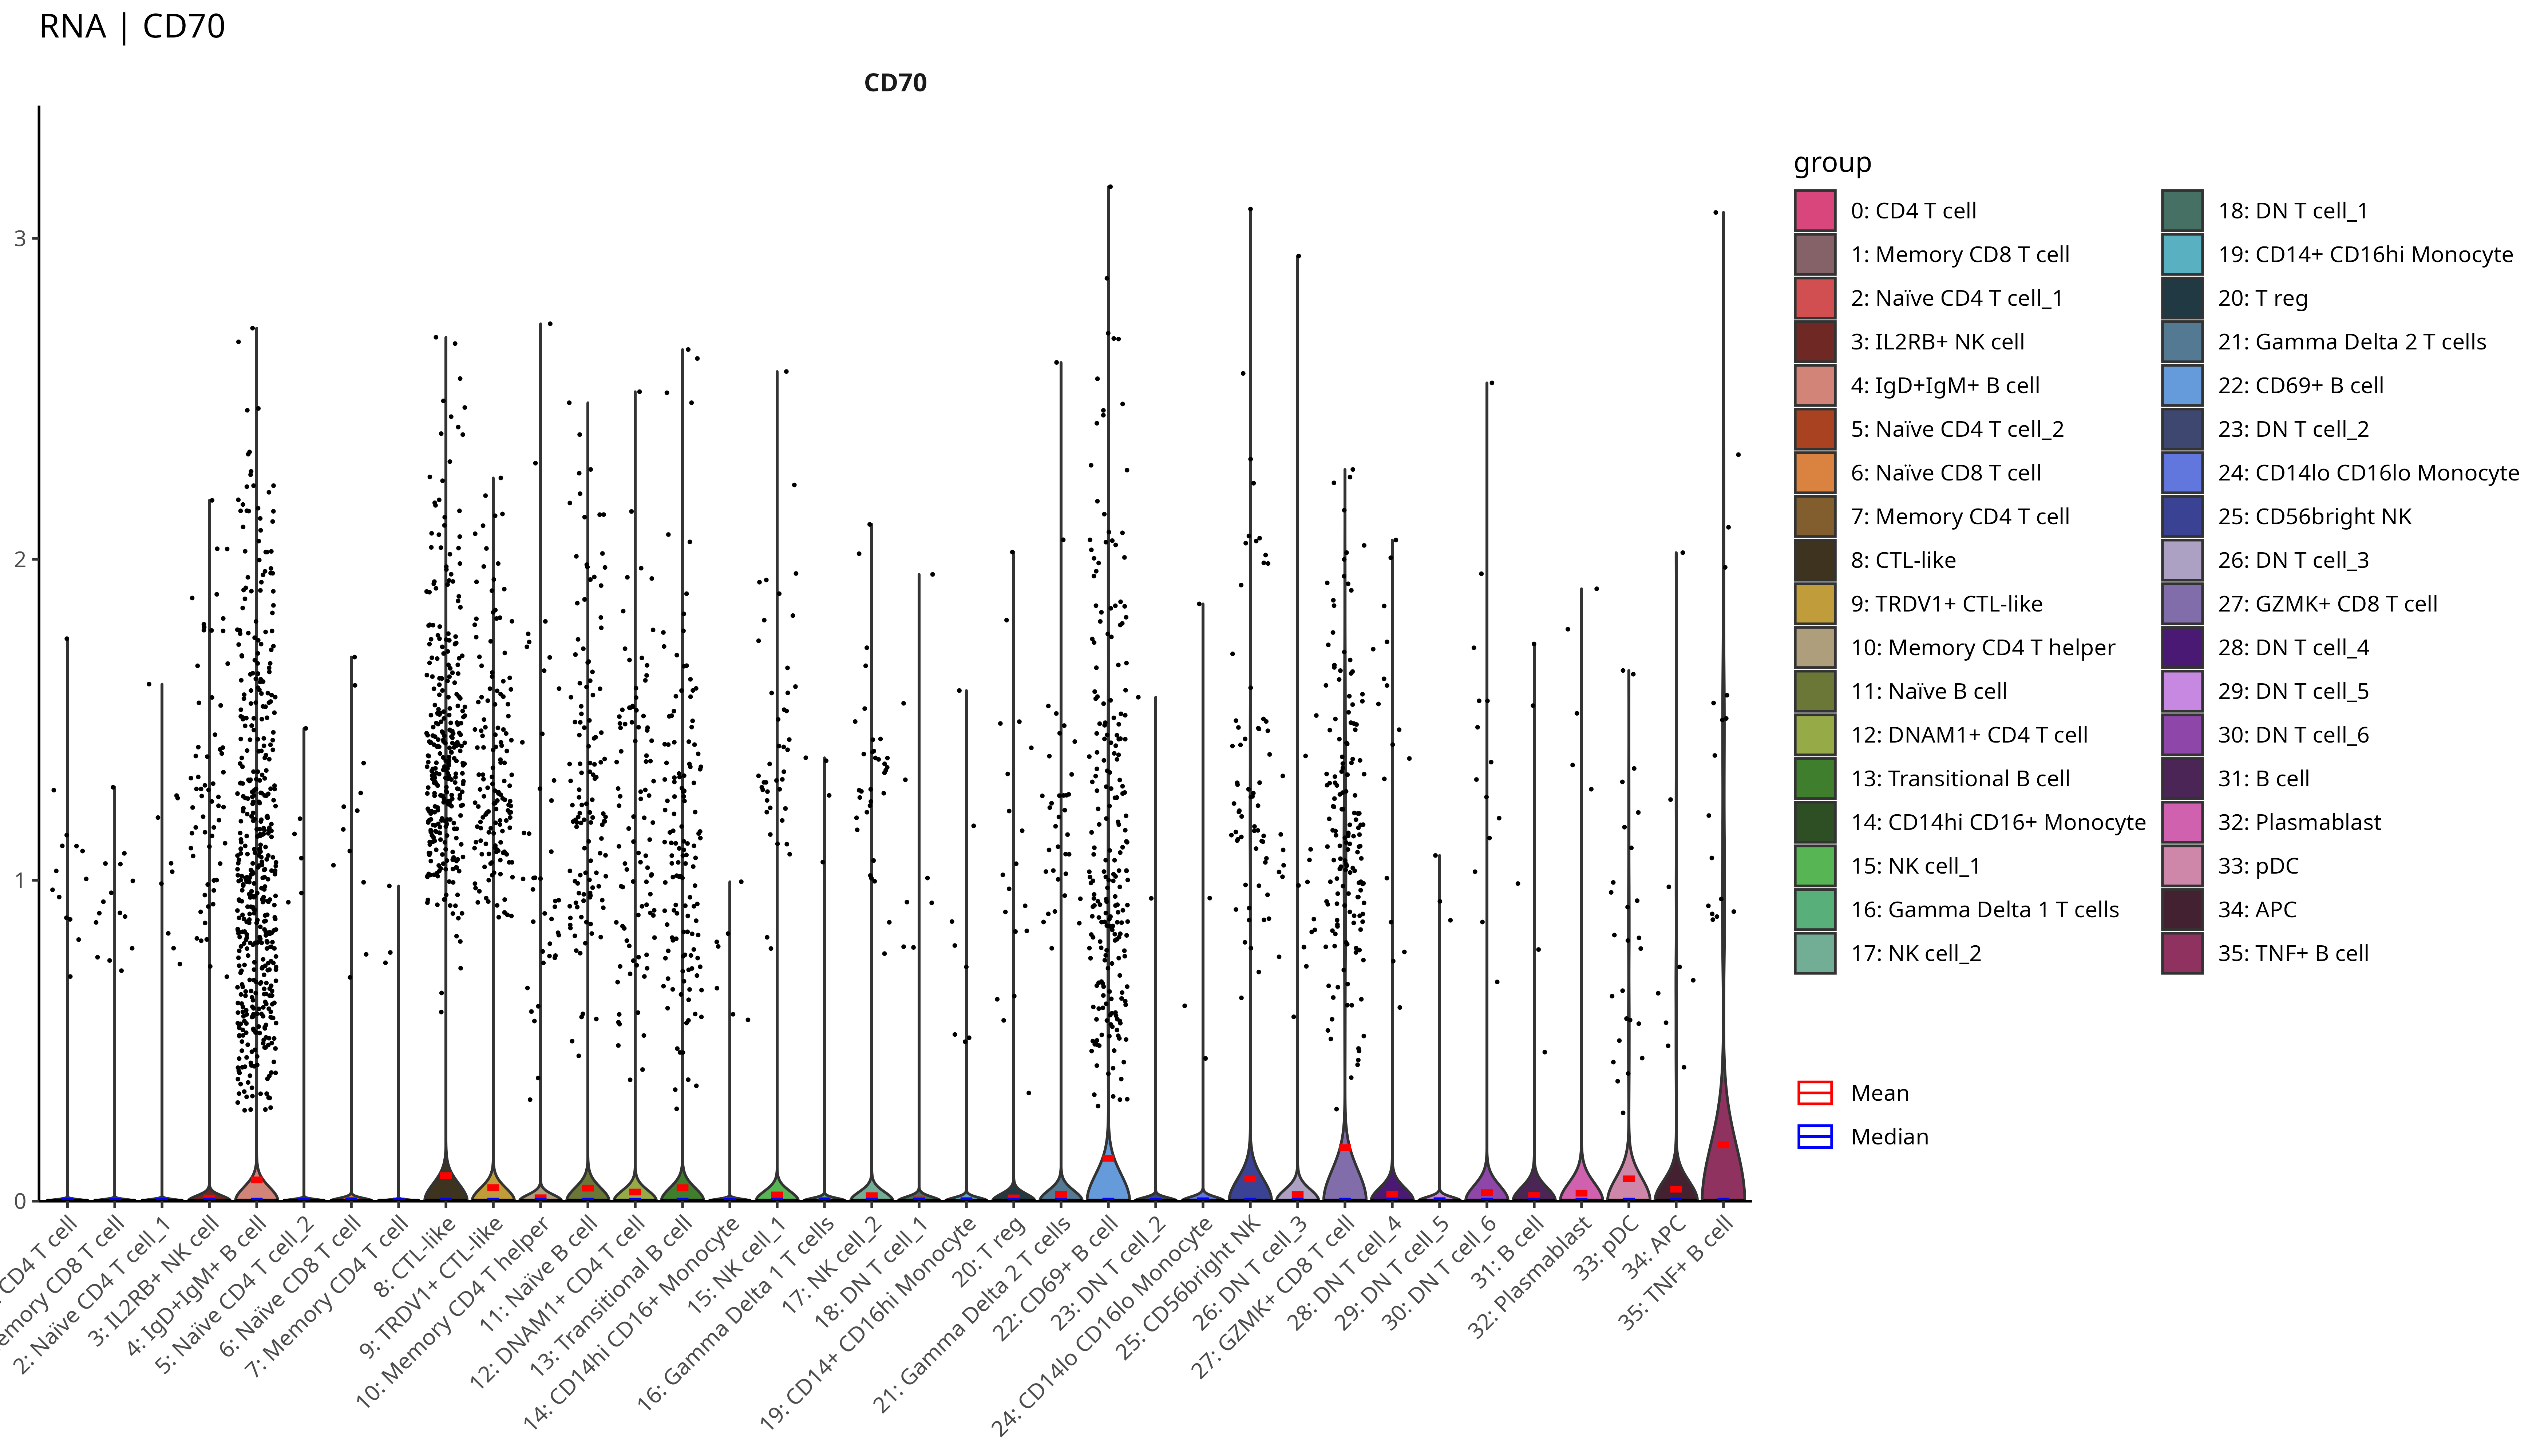 RNA | CD70
CD70
3
2
1
0
CD4 T cell
emory CD8 T cell
2: Naïve CD4 T cell_1
3: IL2RB+ NK cell
4: IgD+IgM+ B cell
5: Naïve CD4 T cell_2
6: Naïve CD8 T cell
7: Memory CD4 T cell
8: CTL-like
9: TRDV1+ CTL-like
10: Memory CD4 T helper
11: Naïve B cell
12: DNAM1+ CD4 T cell
13: Transitional B cell
14: CD14hi CD16+ Monocyte
15: NK cell_1
16: Gamma Delta 1 T cells
17: NK cell_2
18: DN T cell_1
19: CD14+ CD16hi Monocyte
20: T reg
21: Gamma Delta 2 T cells
22: CD69+ B cell
23: DN T cell_2
24: CD14lo CD16lo Monocyte
25: CD56bright NK
26: DN T cell_3
27: GZMK+ CD8 T cell
28: DN T cell_4
29: DN T cell_5
30: DN T cell_6
31: B cell
32: Plasmablast
33: pDC
34: APC
35: TNF+ B cell
group
0: CD4 T cell
1: Memory CD8 T cell
2: Naïve CD4 T cell_1
3: IL2RB+ NK cell
4: IgD+IgM+ B cell
5: Naïve CD4 T cell_2
6: Naïve CD8 T cell
7: Memory CD4 T cell
8: CTL-like
9: TRDV1+ CTL-like
10: Memory CD4 T helper
11: Naïve B cell
12: DNAM1+ CD4 T cell
13: Transitional B cell
14: CD14hi CD16+ Monocyte
15: NK cell_1
16: Gamma Delta 1 T cells
17: NK cell_2
18: DN T cell_1
19: CD14+ CD16hi Monocyte
20: T reg
21: Gamma Delta 2 T cells
22: CD69+ B cell
23: DN T cell_2
24: CD14lo CD16lo Monocyte
25: CD56bright NK
26: DN T cell_3
27: GZMK+ CD8 T cell
28: DN T cell_4
29: DN T cell_5
30: DN T cell_6
31: B cell
32: Plasmablast
33: pDC
34: APC
35: TNF+ B cell
Mean
Median